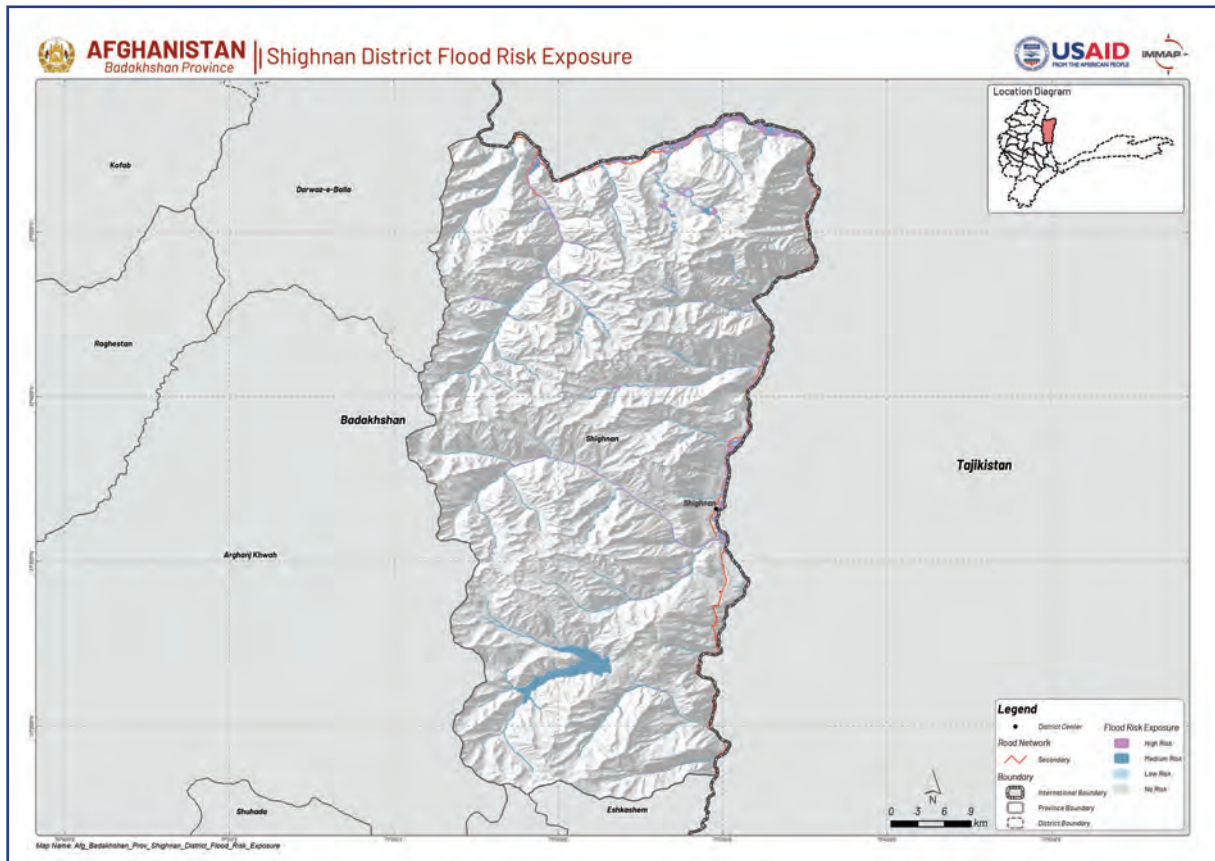 AFGHANISTAN
Badakhshan Province
Shighnan District Flood Risk Exposure
USAID
FROM THE AMERICAN PEOPLE
IMMAP
Location Diagram
Kofab
Darwaz-e-Balla
Raghestan
Badakhshan
Shighnan
Tajikistan
Shighnan
Arghanj Khwah
Shuhada
Eshkashem
N
0 3 6 9
km
Legend
District Center
Road Network
Secondary
Boundary
International Boundary
Province Boundary
District Boundary
Flood Risk Exposure
High Risk
Medium Risk
Low Risk
No Risk
Map Name: Afg_Badakhshan_Prov_Shighnan_District_Flood_Risk_Exposure